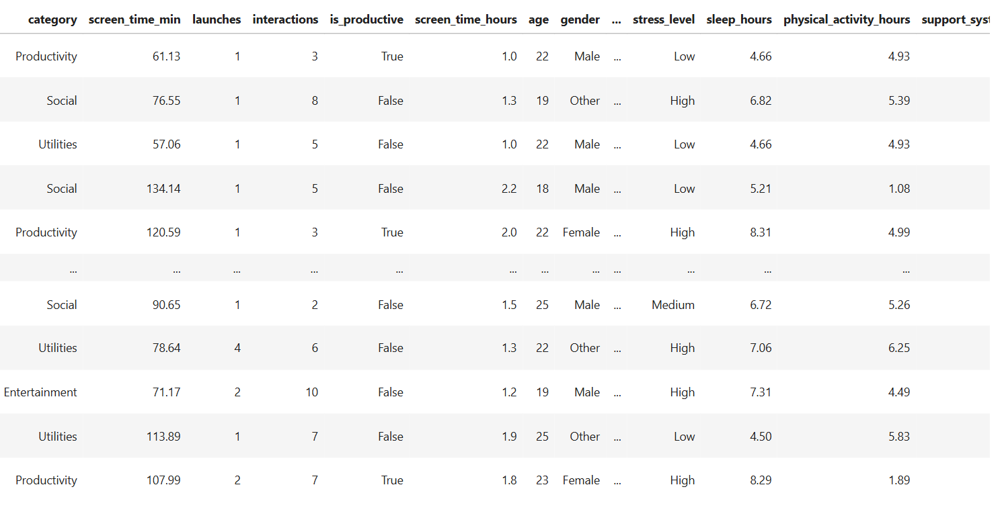 category screen_time_min launches interactions is_productive screen_time_hours age gender ... stress_level sleep_hours physical_activity_hours support_syst
Productivity 61.13 1 3 True 1.0 22 Male ... Low 4.66 4.93
Social 76.55 1 8 False 1.3 19 Other ... High 6.82 5.39
Utilities 57.06 1 5 False 1.0 22 Male ... Low 4.66 4.93
Social 134.14 1 5 False 2.2 18 Male ... Low 5.21 1.08
Productivity 120.59 1 3 True 2.0 22 Female ... High 8.31 4.99
... ... ... ... ... ... ... ... ... ... ... ...
Social 90.65 1 2 False 1.5 25 Male ... Medium 6.72 5.26
Utilities 78.64 4 6 False 1.3 22 Other ... High 7.06 6.25
Entertainment 71.17 2 10 False 1.2 19 Male ... High 7.31 4.49
Utilities 113.89 1 7 False 1.9 25 Other ... Low 4.50 5.83
Productivity 107.99 2 7 True 1.8 23 Female ... High 8.29 1.89